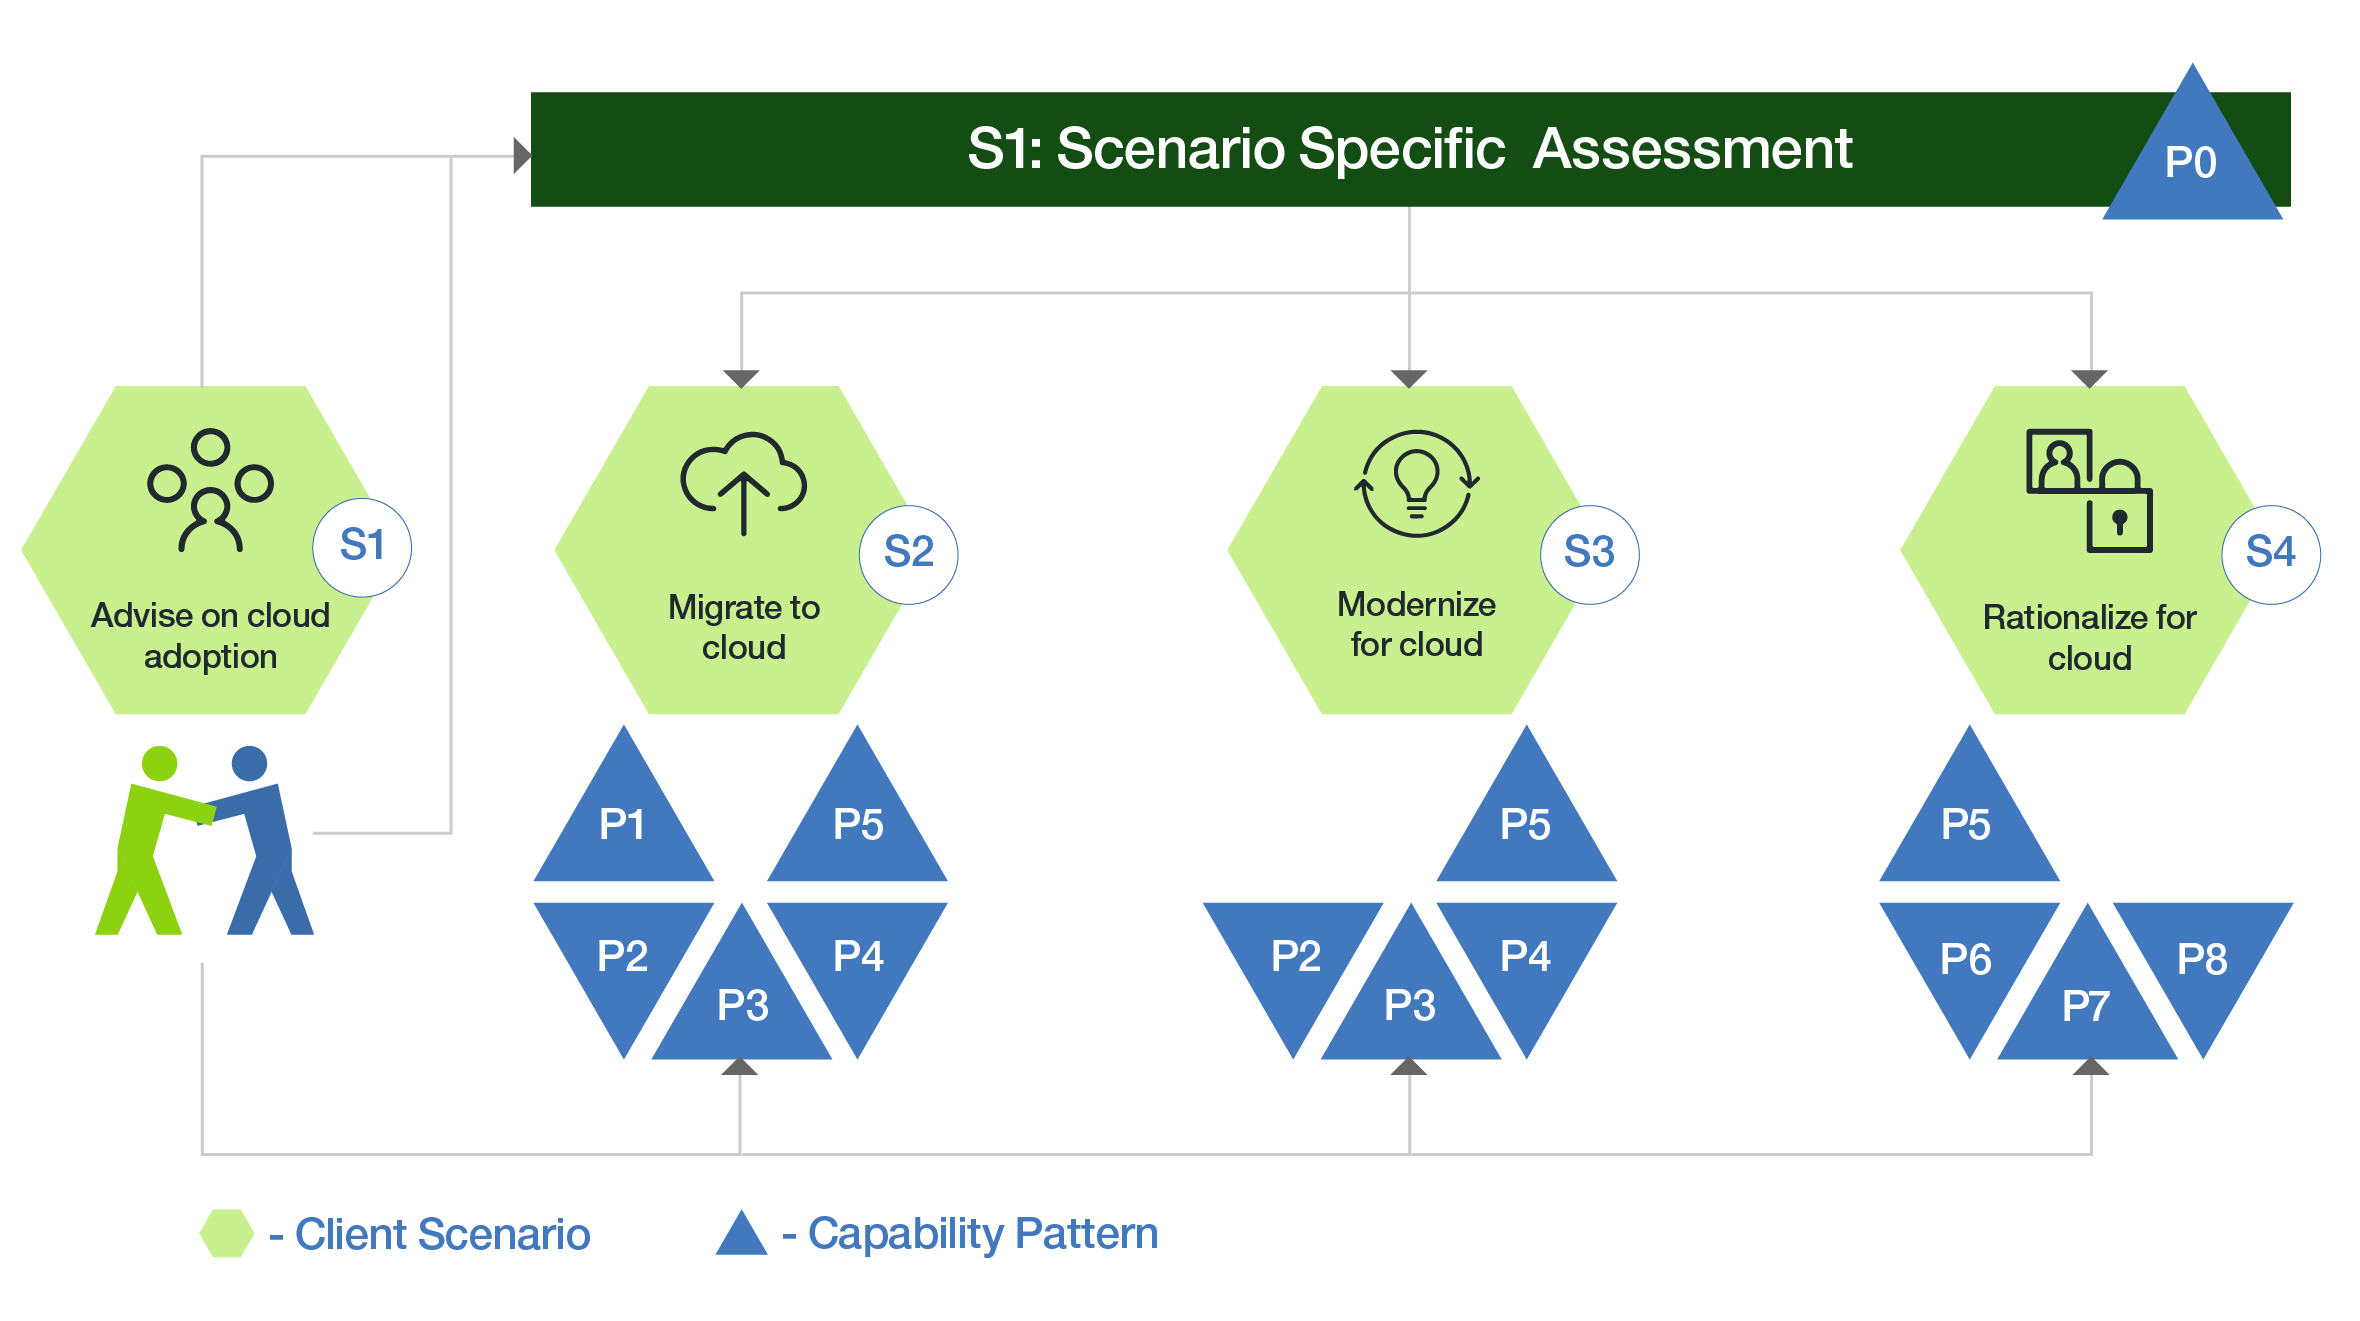 S1: Scenario Specific Assessment
P0
S1
Advise on cloud
adoption
S2
Migrate to
cloud
S3
Modernize
for cloud
S4
Rationalize for
cloud
P1
P5
P2
P3
P4
P5
P2
P3
P4
P5
P6
P7
P8
- Client Scenario
- Capability Pattern